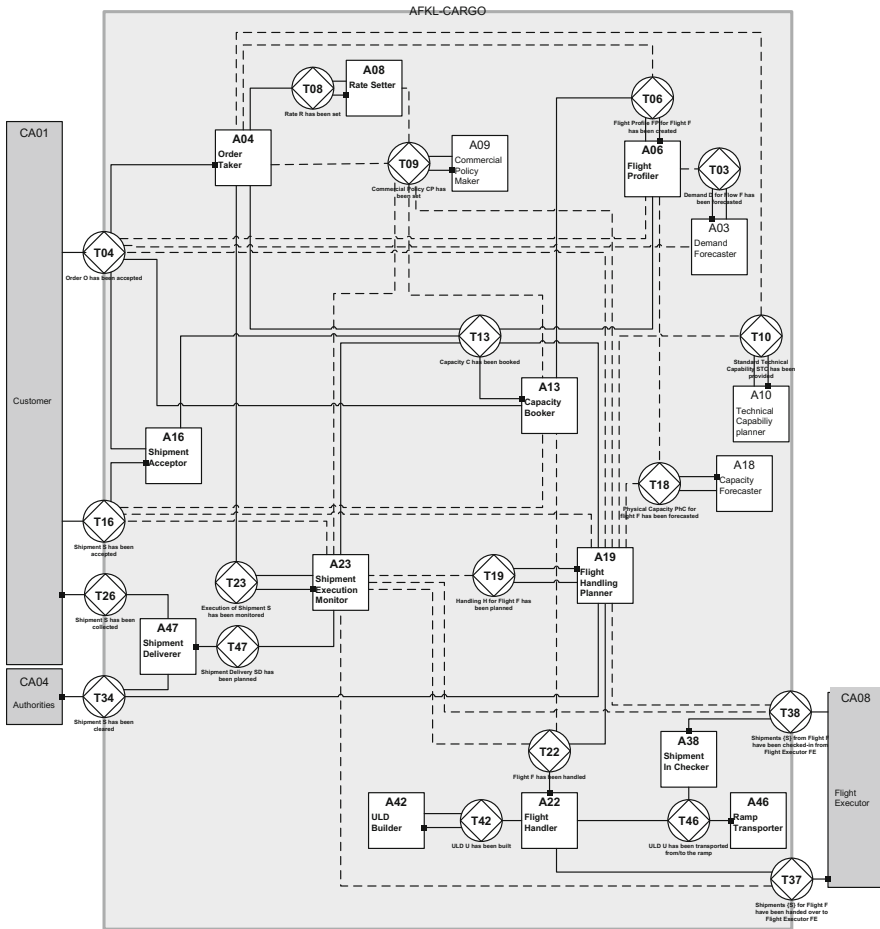 AFKL-CARGO
CA01
Customer
T08
Rate R has been set
A08
Rate Setter
T06
Flight Profile FP for Flight F
has been created
A04
Order
Taker
T09
Commercial Policy CP has
been set
A09
Commercial
Policy
Maker
A06
Flight
Profiler
T03
Demand D for Flow F has
been forecasted
A03
Demand
Forecaster
T04
Order O has been accepted
T13
Capacity C has been booked
T10
Standard Technical
Capability STC has been
provided
A13
Capacity
Booker
A10
Technical
Capabiliy
planner
A16
Shipment
Acceptor
T18
Physical Capacity PhC for
flight F has been forecasted
A18
Capacity
Forecaster
T16
Shipment S has been
accepted
A23
Shipment
Execution
Monitor
T23
Execution of Shipment S
has been monitored
T19
Handling H for Flight F has
been planned
A19
Flight
Handling
Planner
T26
Shipment S has been
collected
A47
Shipment
Deliverer
T47
Shipment Delivery SD has
been planned
CA04
Authorities
T34
Shipment S has been
cleared
T38
Shipments {S} from Flight F
have been checked-in from
Flight Executor FE
CA08
Flight
Executor
A38
Shipment
In Checker
T22
Flight F has been handled
A42
ULD
Builder
T42
ULD U has been built
A22
Flight
Handler
T46
ULD U has been transported
from/to the ramp
A46
Ramp
Transporter
T37
Shipments {S} for Flight F
have been handed over to
Flight Executor FE